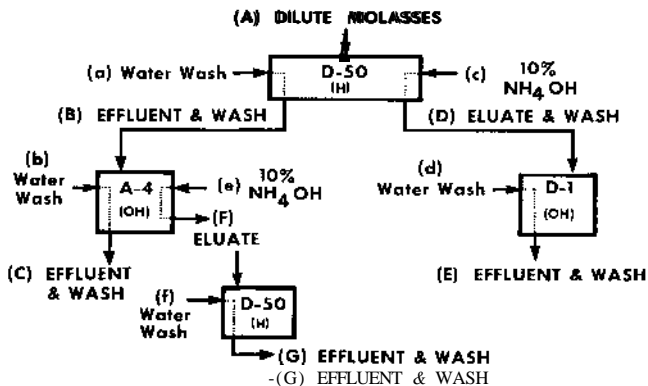 (A) DILUTE MOLASSES
(a) Water Wash
D-50
(H)
(c)
10%
NH4OH
(B) EFFLUENT & WASH
(D) ELUATE & WASH
(b)
Water
Wash
A-4
(OH)
(e)
10%
NH4OH
(F)
ELUATE
(d)
Water Wash
D-1
(OH)
(C) EFFLUENT
& WASH
(E) EFFLUENT & WASH
(f)
Water
Wash
D-50
(H)
(G) EFFLUENT & WASH
-(G) EFFLUENT & WASH